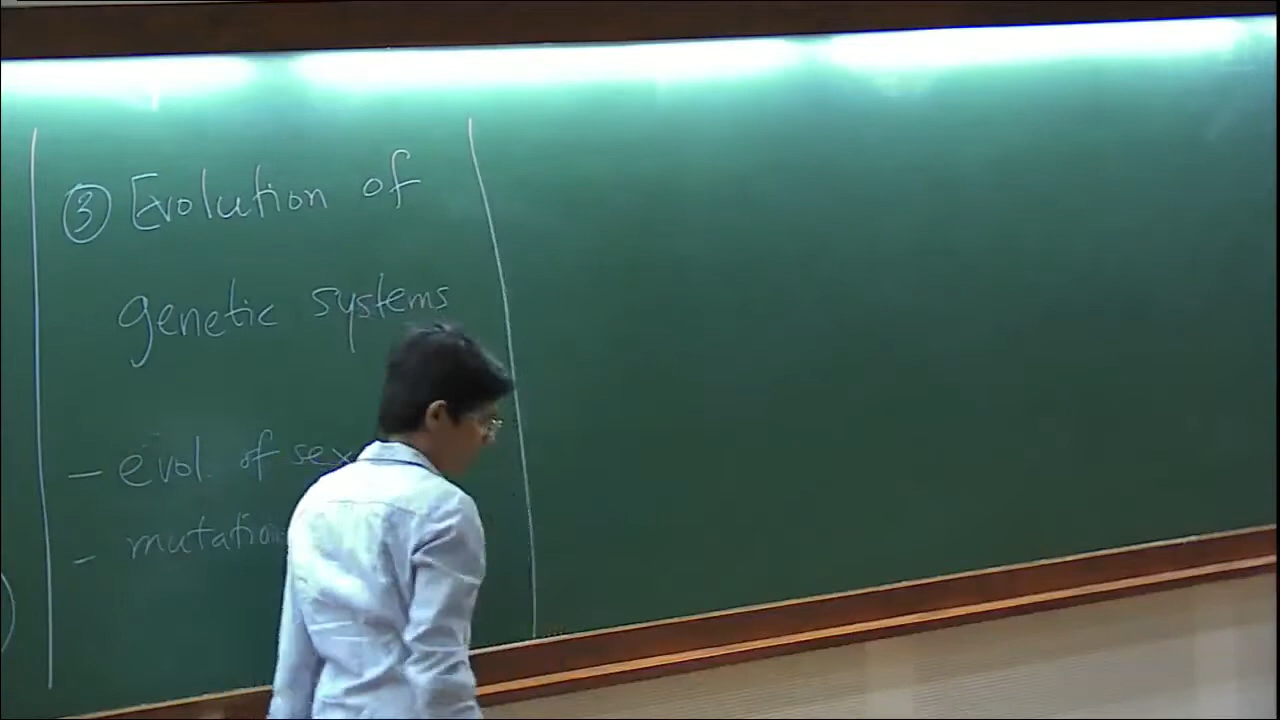 ③ Evolution of
genetic systems
- evol. of sex
- mutation